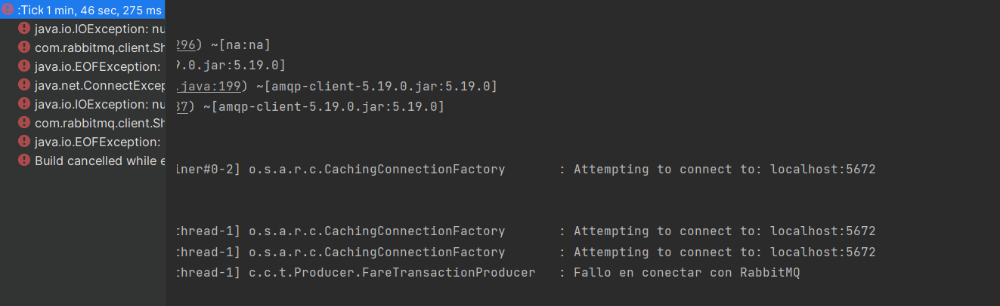 :Tick 1 min, 46 sec, 275 ms
java.io.IOException: nu
com.rabbitmq.client.Sh
java.io.EOFException:
java.net.ConnectExcep
java.io.IOException: nu
com.rabbitmq.client.Sh
java.io.EOFException:
Build cancelled while e
296) ~[na:na]
9.0.jar:5.19.0]
.java:199) ~[amqp-client-5.19.0.jar:5.19.0]
37) ~[amqp-client-5.19.0.jar:5.19.0]
iner#0-2] o.s.a.r.c.CachingConnectionFactory : Attempting to connect to: localhost:5672
thread-1] o.s.a.r.c.CachingConnectionFactory : Attempting to connect to: localhost:5672
thread-1] o.s.a.r.c.CachingConnectionFactory : Attempting to connect to: localhost:5672
thread-1] c.c.t.Producer.FareTransactionProducer : Fallo en conectar con RabbitMQ